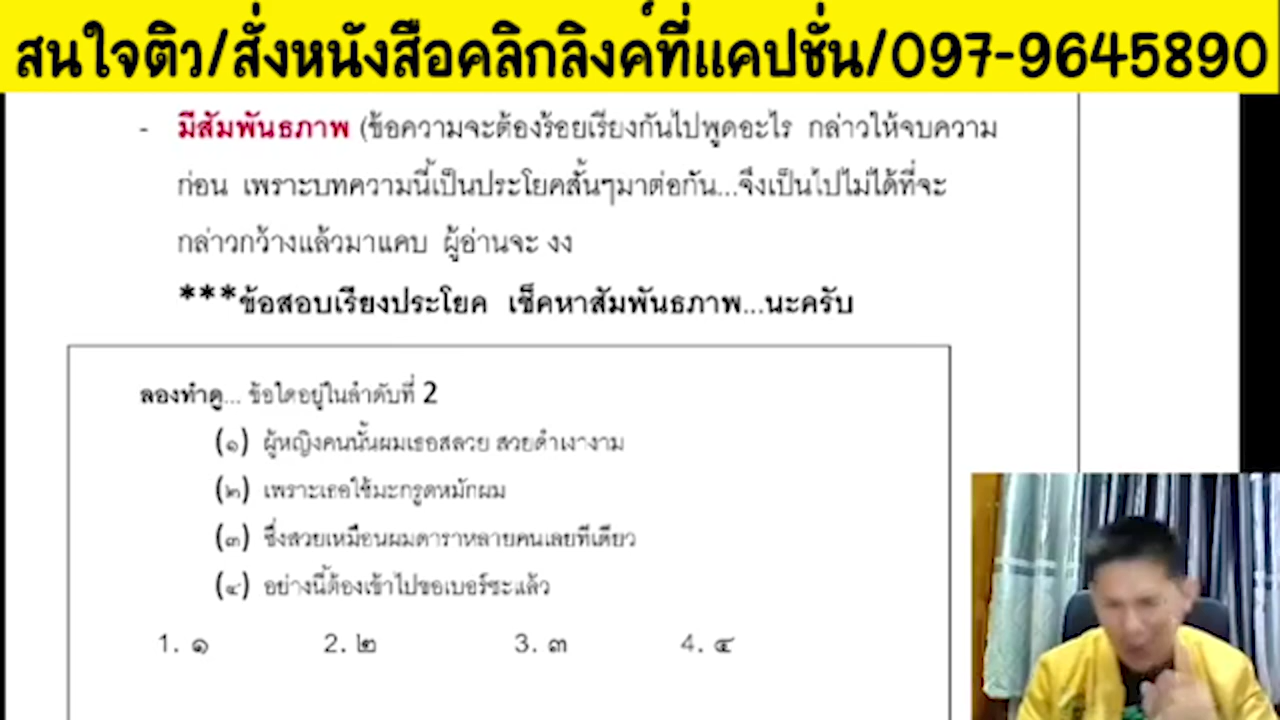 สนใจติว/สั่งหนังสือคลิกลิงค์ที่แคปชั่น/097-9645890
- มีสัมพันธภาพ (ข้อความจะต้องร้อยเรียงกันไปพูดอะไร กล่าวให้จบความ
ก่อน เพราะบทความนี้เป็นประโยคสั้นๆมาต่อกัน...จึงเป็นไปไม่ได้ที่จะ
กล่าวกว้างแล้วมาแคบ ผู้อ่านจะ งง
***ข้อสอบเรียงประโยค เช็คหาสัมพันธภาพ...นะครับ
ลองทำดู... ข้อใดอยู่ในลำดับที่ 2
(๑) ผู้หญิงคนนั้นผมเธอสลวย สวยดำเงางาม
(๒) เพราะเธอใช้มะกรูดหมักผม
(๓) ซึ่งสวยเหมือนผมดาราหลายคนเลยทีเดียว
(๔) อย่างนี้ต้องเข้าไปขอเบอร์ซะแล้ว
1. ๑ 2. ๒ 3. ๓ 4. ๔